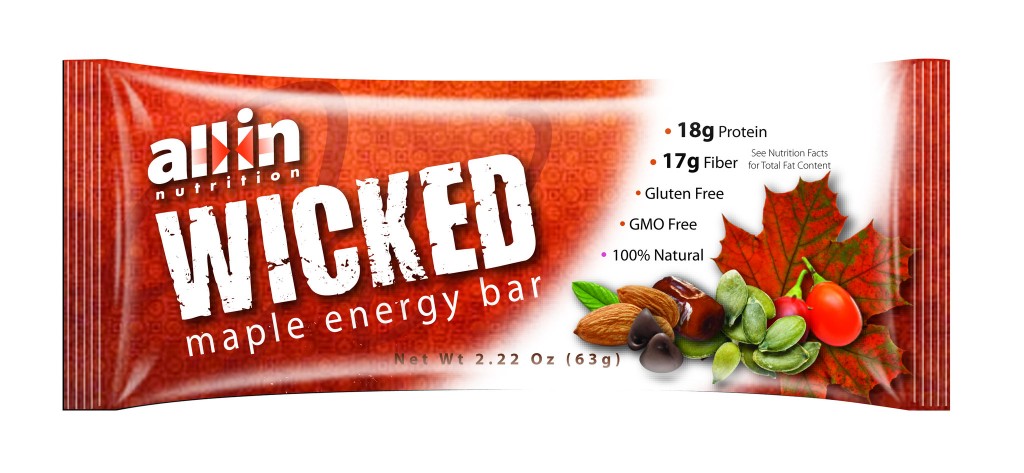 allin
nutrition
WICKED
maple energy bar
Net Wt 2.22 Oz (63g)
• 18g Protein
• 17g Fiber See Nutrition Facts
for Total Fat Content
• Gluten Free
• GMO Free
• 100% Natural